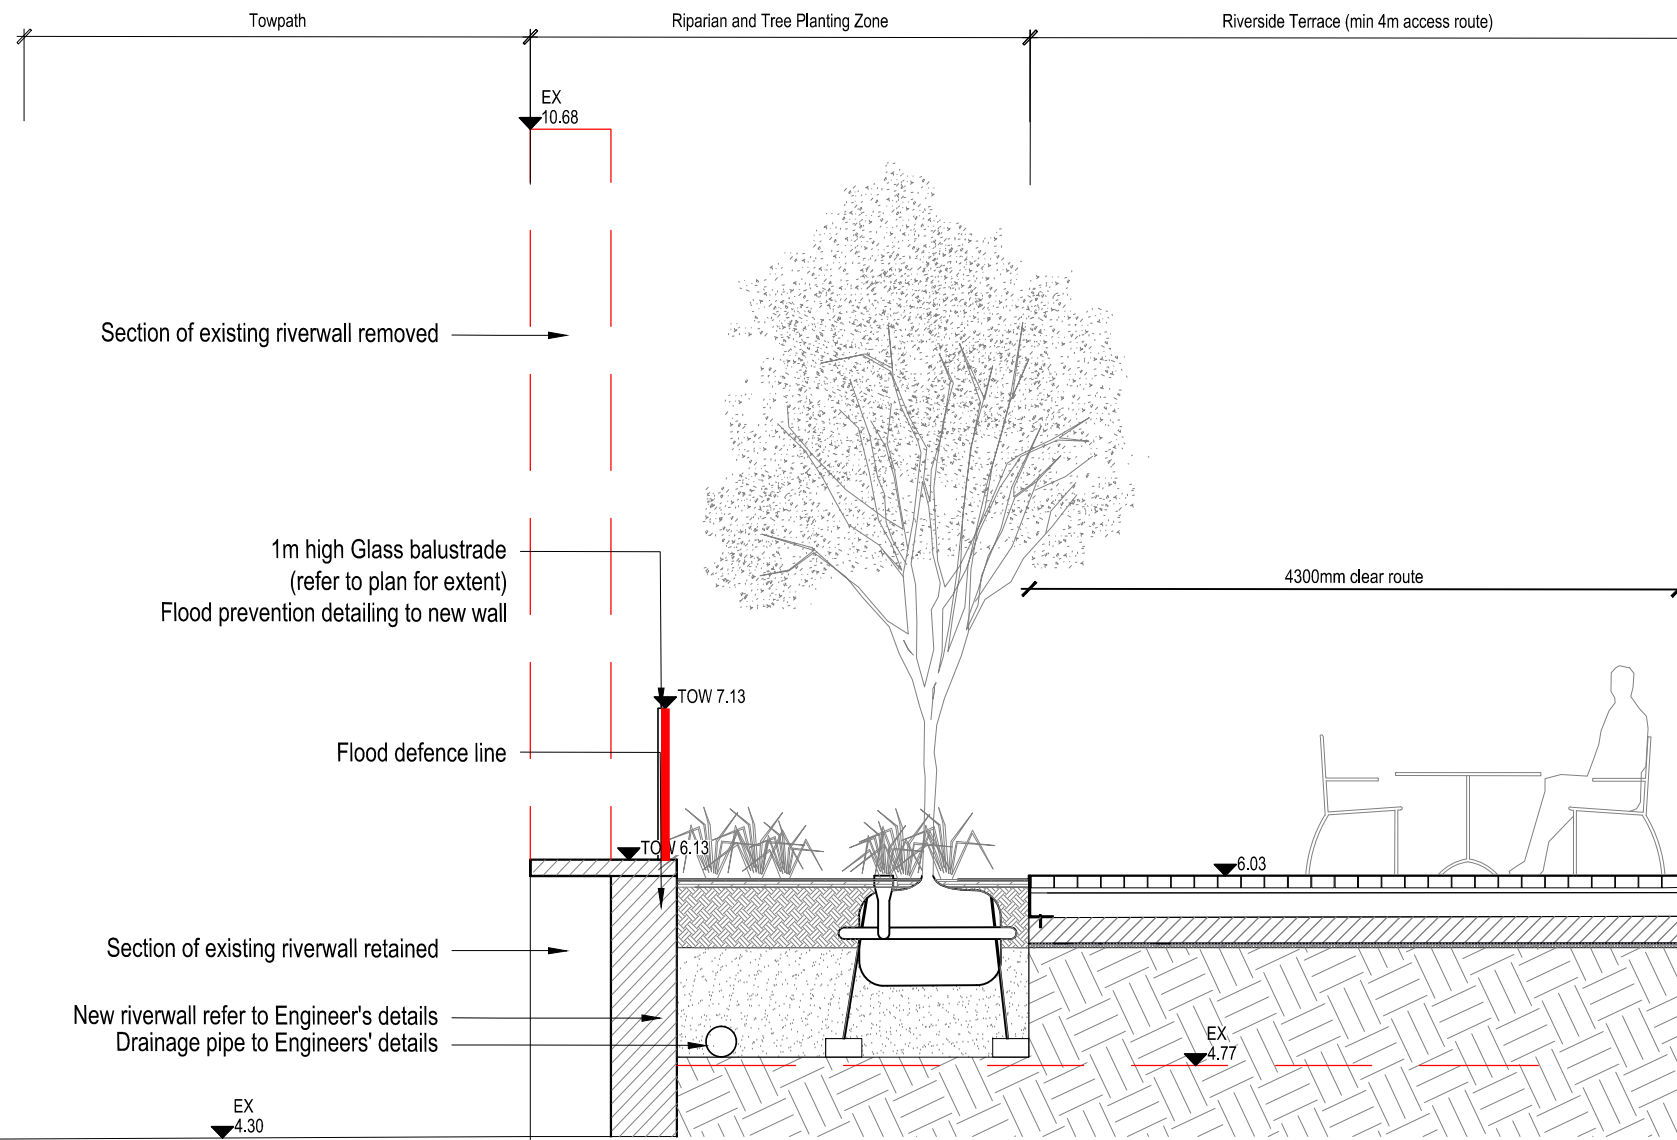 Towpath
Riparian and Tree Planting Zone
Riverside Terrace (min 4m access route)
EX
10.68
Section of existing riverwall removed
1m high Glass balustrade
(refer to plan for extent)
Flood prevention detailing to new wall
4300mm clear route
TOW 7.13
Flood defence line
TOW 6.13
6.03
Section of existing riverwall retained
New riverwall refer to Engineer's details
Drainage pipe to Engineers' details
EX
4.77
EX
4.30